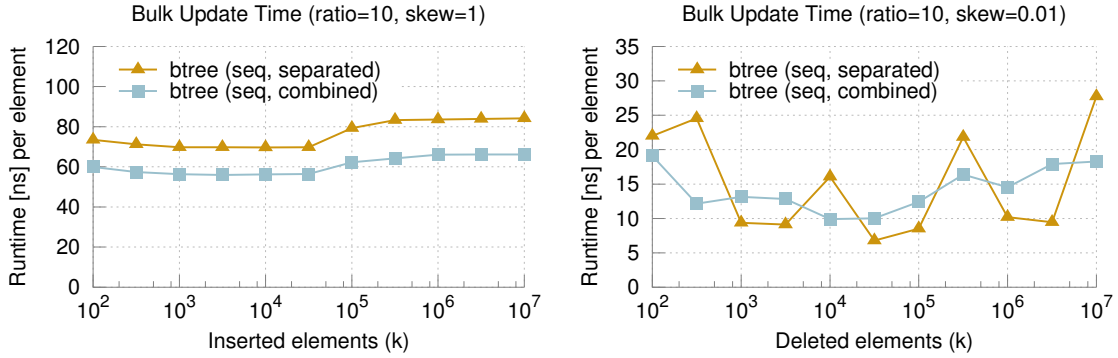 Bulk Update Time (ratio=10, skew=1)
Runtime [ns] per element
120
100
80
60
40
20
0
btree (seq, separated)
btree (seq, combined)
10^2 10^3 10^4 10^5 10^6 10^7
Inserted elements (k)
Bulk Update Time (ratio=10, skew=0.01)
Runtime [ns] per element
35
30
25
20
15
10
5
0
btree (seq, separated)
btree (seq, combined)
10^2 10^3 10^4 10^5 10^6 10^7
Deleted elements (k)